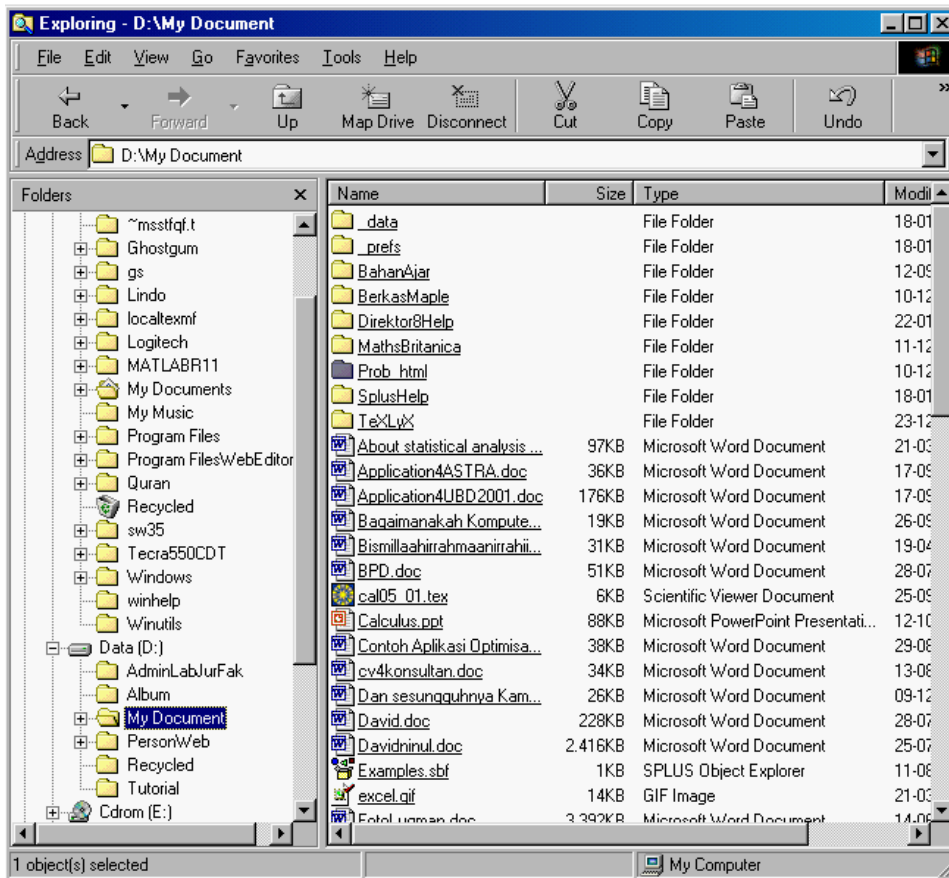 Exploring - D:\My Document
File Edit View Go Favorites Tools Help
Back Forward Up Map Drive Disconnect Cut Copy Paste Undo »
Address D:\My Document
Folders
~msstfqf.t
Ghostgum
gs
Lindo
localtexmf
Logitech
MATLABR11
My Documents
My Music
Program Files
Program FilesWebEditor
Quran
Recycled
sw35
Tecra550CDT
Windows
winhelp
Winutils
Data (D:)
AdminLabJurFak
Album
My Document
PersonWeb
Recycled
Tutorial
Cdrom (E:)
Name Size Type Modif
_data File Folder 18-01
_prefs File Folder 18-01
BahanAjar File Folder 12-09
BerkasMaple File Folder 10-12
Direktor8Help File Folder 22-01
MathsBritanica File Folder 11-12
Prob_html File Folder 10-12
SplusHelp File Folder 18-01
TeXLyX File Folder 23-12
About statistical analysis ... 97KB Microsoft Word Document 21-03
Application4ASTRA.doc 36KB Microsoft Word Document 17-09
Application4UBD2001.doc 176KB Microsoft Word Document 17-09
Bagaimanakah Kompute... 19KB Microsoft Word Document 26-09
Bismillaahirrahmaanirrahii... 31KB Microsoft Word Document 19-04
BPD.doc 51KB Microsoft Word Document 28-07
cal05_01.tex 6KB Scientific Viewer Document 25-09
Calculus.ppt 88KB Microsoft PowerPoint Presentati... 12-10
Contoh Aplikasi Optimisa... 38KB Microsoft Word Document 29-08
cv4konsultan.doc 34KB Microsoft Word Document 13-08
Dan sesungguhnya Kam... 26KB Microsoft Word Document 09-12
David.doc 228KB Microsoft Word Document 28-07
Davidninul.doc 2.416KB Microsoft Word Document 25-07
Examples.sbf 1KB SPLUS Object Explorer 11-08
excel.gif 14KB GIF Image 21-03
FotoLuqman.doc 3.392KB Microsoft Word Document 14-06
1 object(s) selected My Computer